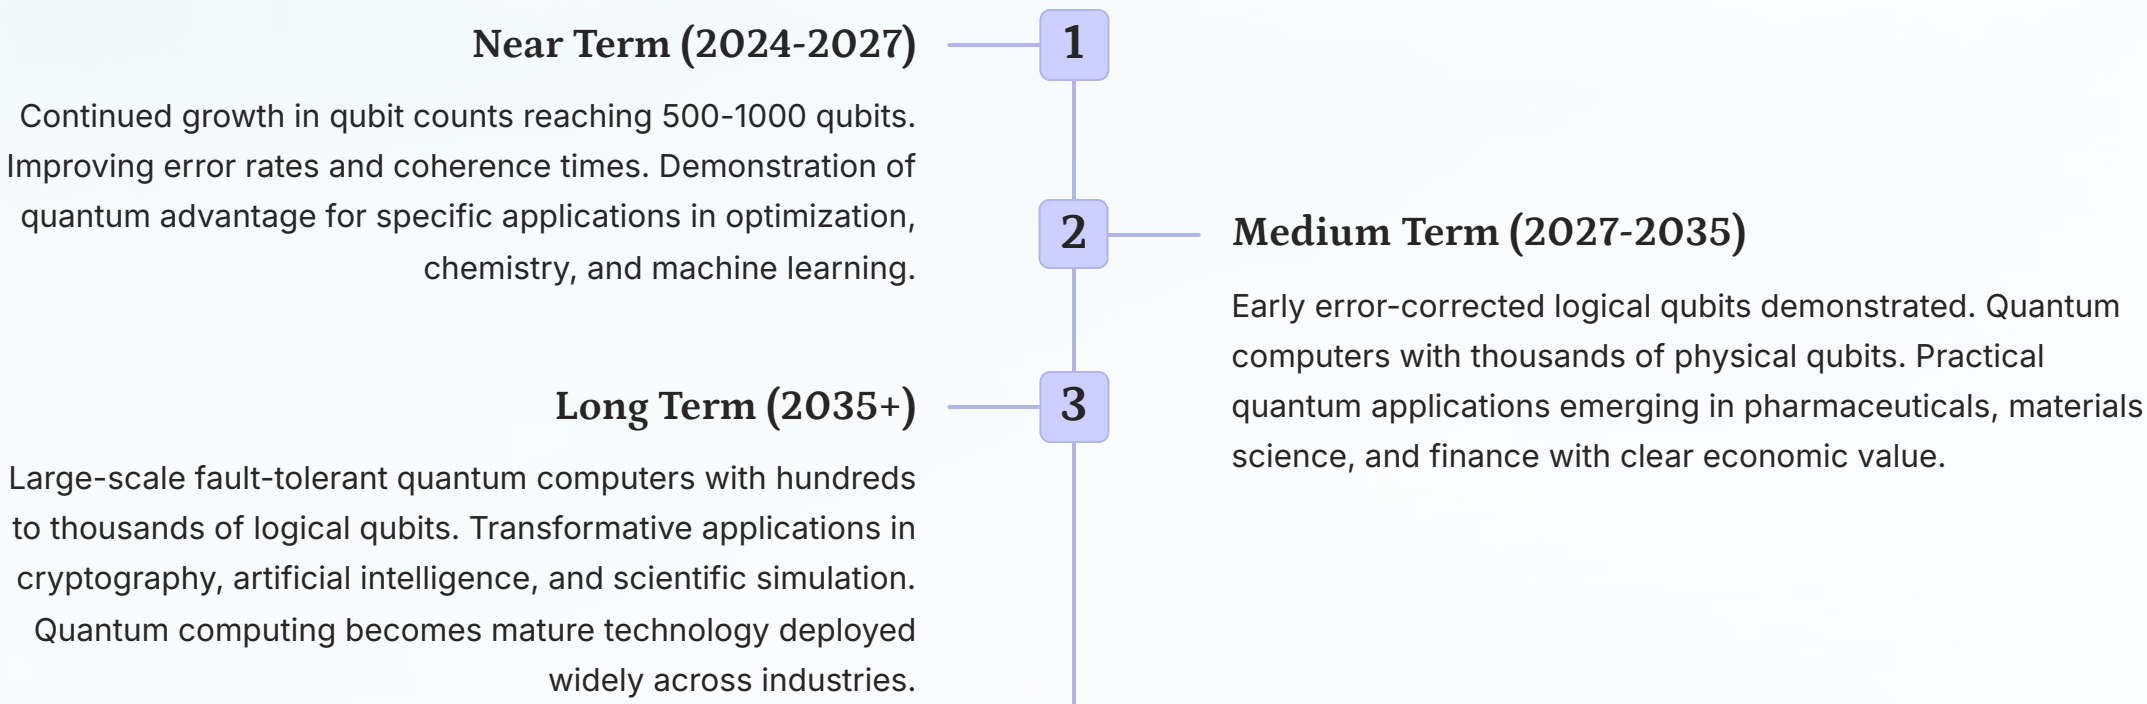 1
Near Term (2024-2027)
Continued growth in qubit counts reaching 500-1000 qubits.
Improving error rates and coherence times. Demonstration of
quantum advantage for specific applications in optimization,
chemistry, and machine learning.
2
Medium Term (2027-2035)
Early error-corrected logical qubits demonstrated. Quantum
computers with thousands of physical qubits. Practical
quantum applications emerging in pharmaceuticals, materials
science, and finance with clear economic value.
3
Long Term (2035+)
Large-scale fault-tolerant quantum computers with hundreds
to thousands of logical qubits. Transformative applications in
cryptography, artificial intelligence, and scientific simulation.
Quantum computing becomes mature technology deployed
widely across industries.